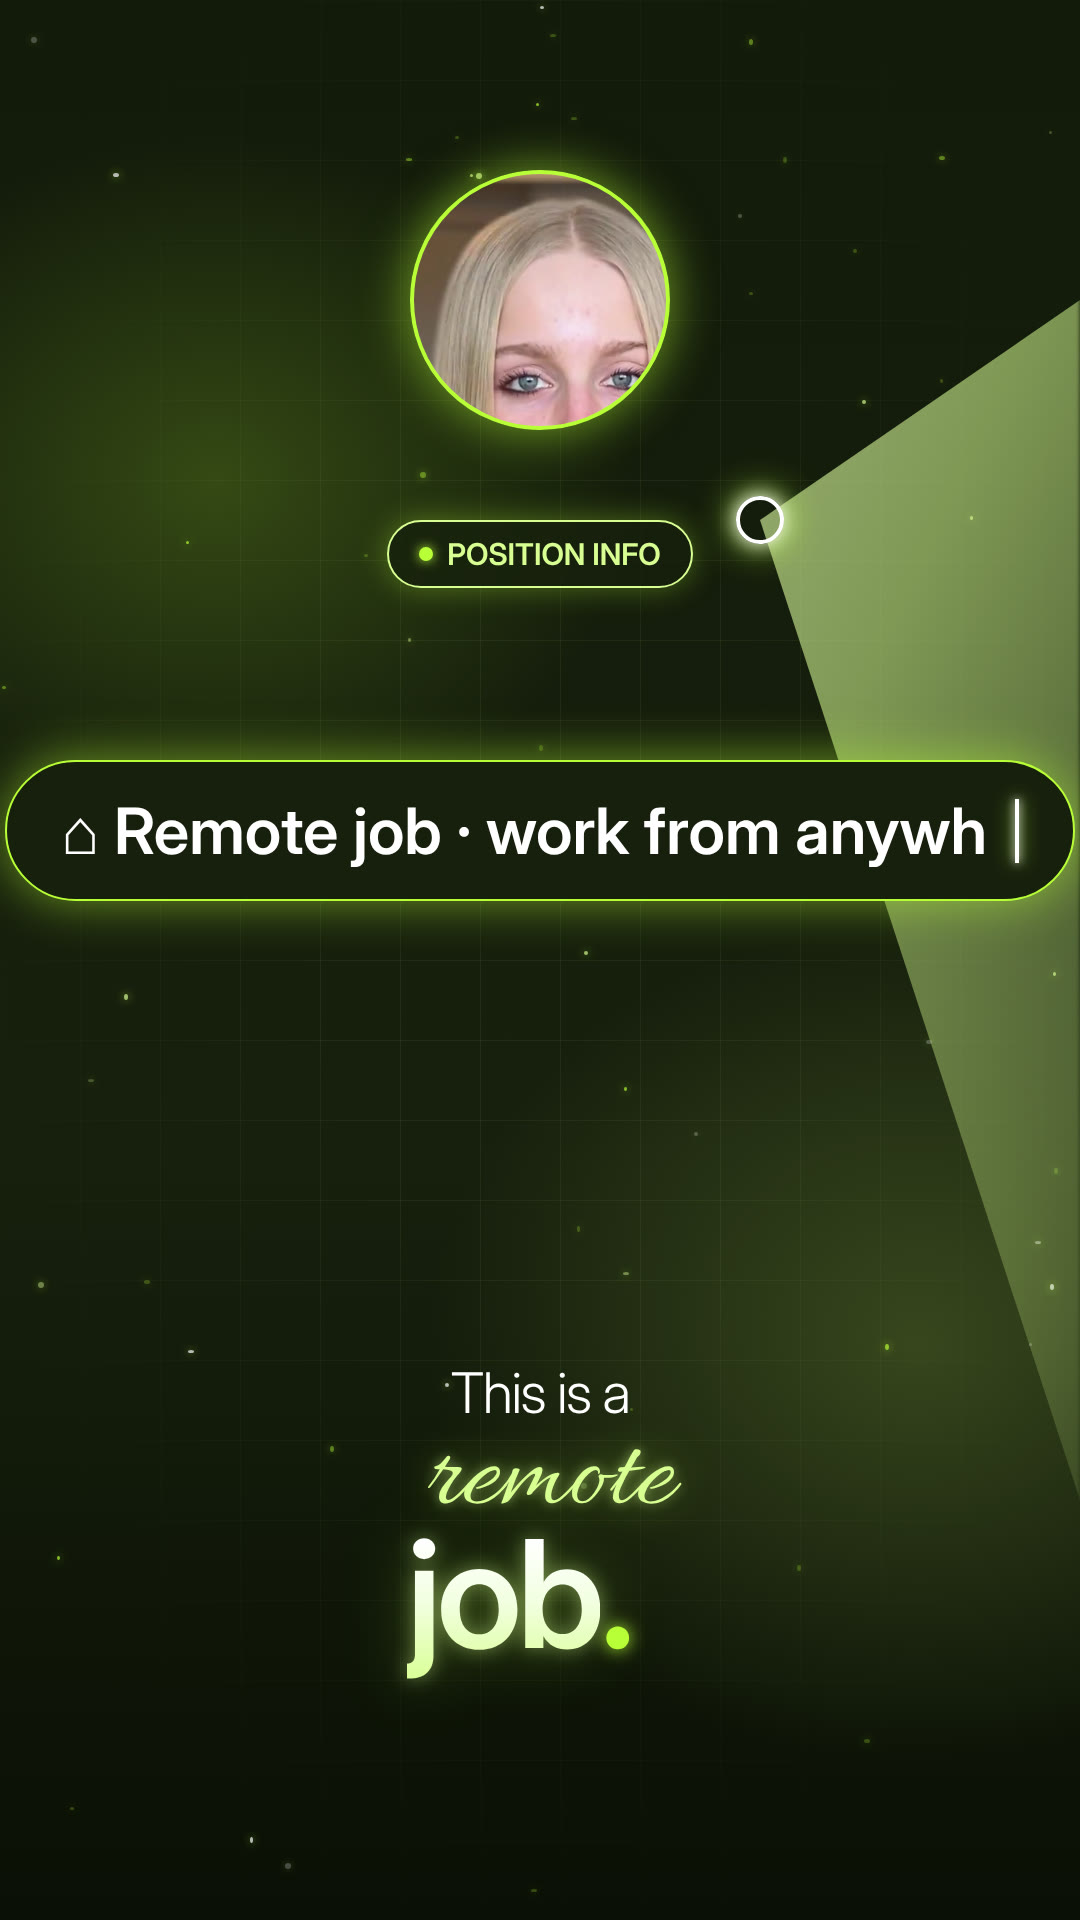 POSITION INFO
⌂ Remote job · work from anywh
This is a
remote
job.